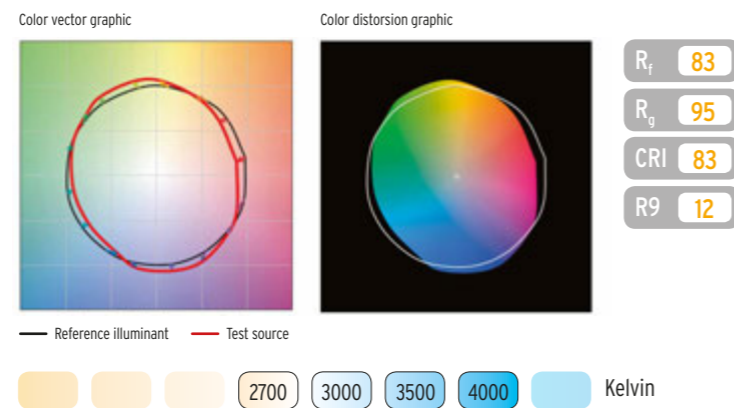 Color vector graphic
Color distorsion graphic
Rf 83
Rg 95
CRI 83
R9 12
Reference illuminant Test source
2700 3000 3500 4000 Kelvin